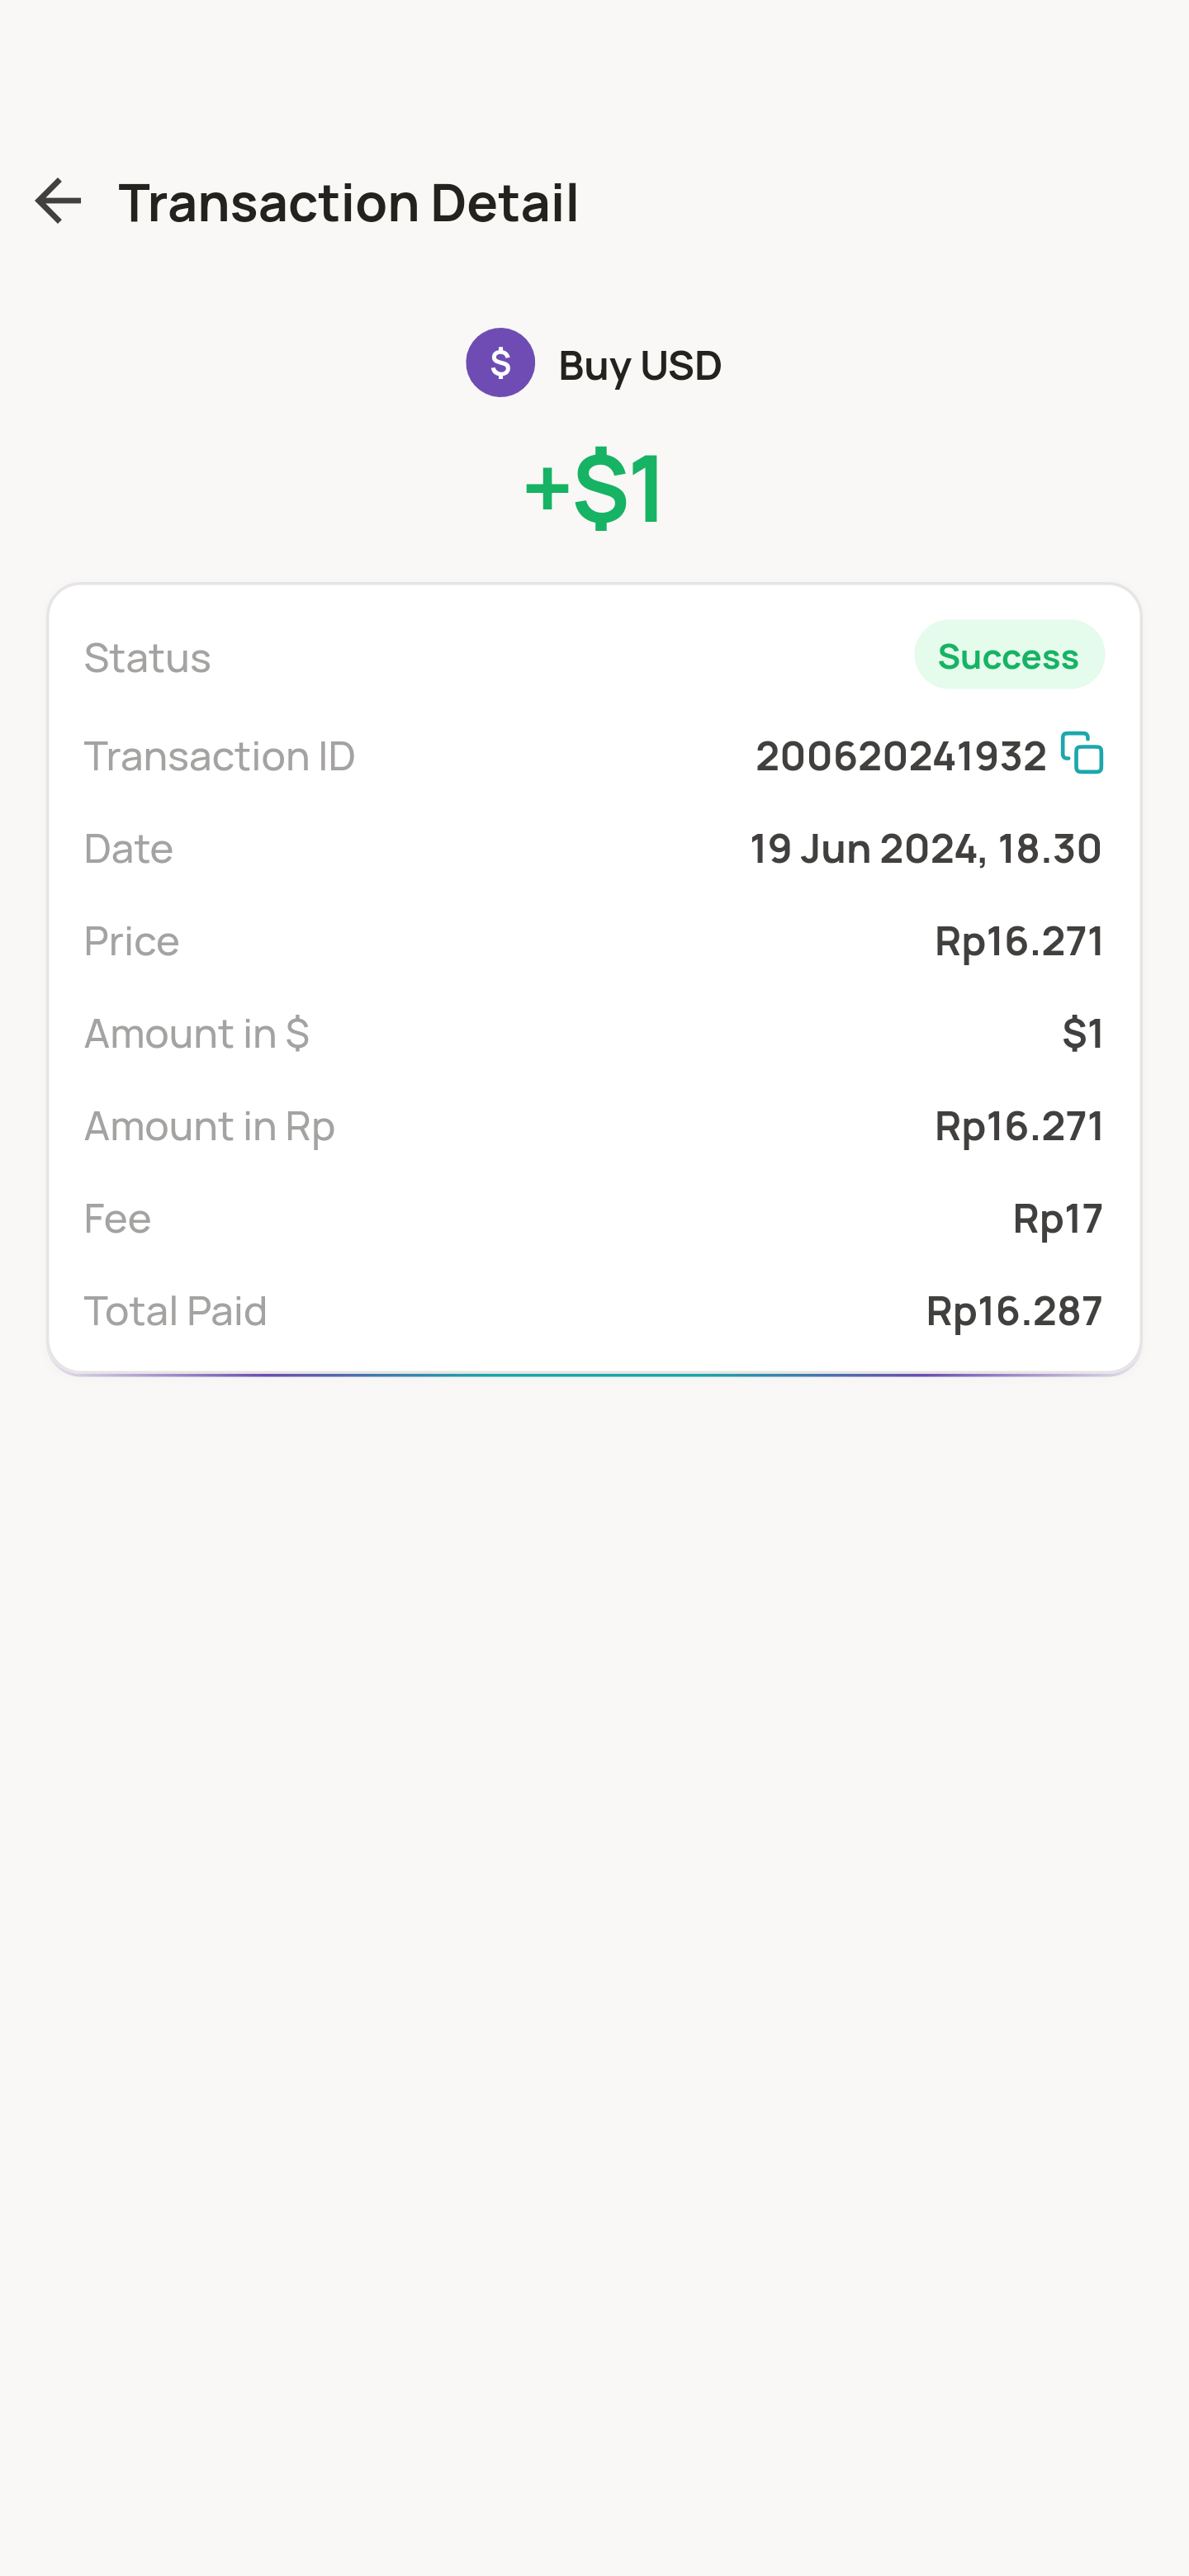 Transaction Detail
$ Buy USD
+$1
Status Success
Transaction ID 200620241932
Date 19 Jun 2024, 18.30
Price Rp16.271
Amount in $ $1
Amount in Rp Rp16.271
Fee Rp17
Total Paid Rp16.287